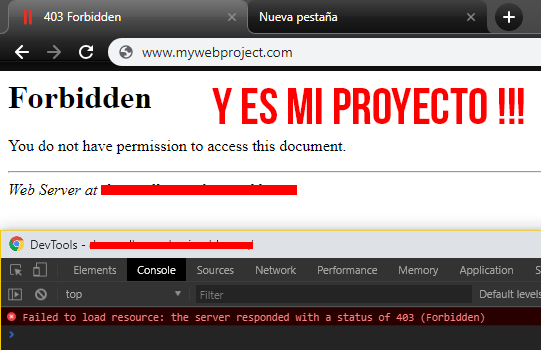 403 Forbidden
Nueva pestaña
www.mywebproject.com
Forbidden
Y ES MI PROYECTO !!!
You do not have permission to access this document.
Web Server at
DevTools -
Elements Console Sources Network Performance Memory Application S
top Filter Default levels
Failed to load resource: the server responded with a status of 403 (Forbidden)